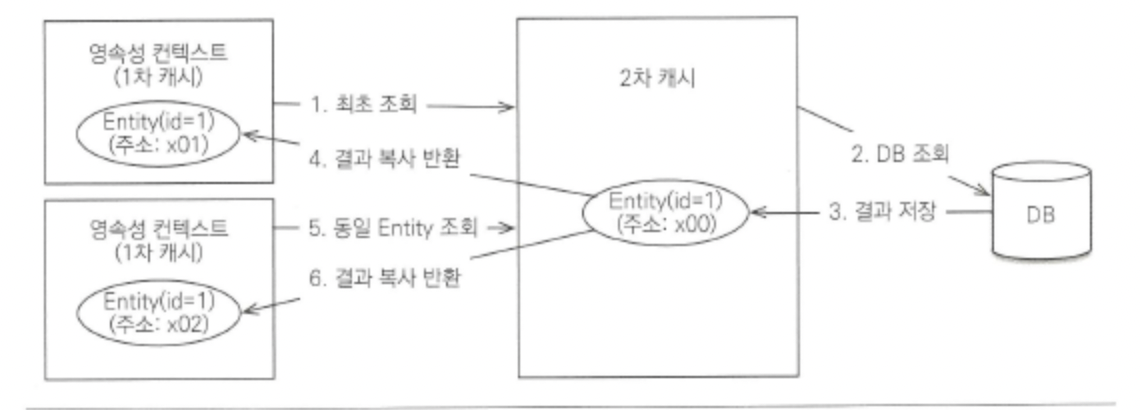 영속성 컨텍스트
(1차 캐시)
Entity(id=1)
(주소: x01)
1. 최초 조회
4. 결과 복사 반환
2차 캐시
2. DB 조회
Entity(id=1)
(주소: x00)
3. 결과 저장
DB
영속성 컨텍스트
(1차 캐시)
5. 동일 Entity 조회
6. 결과 복사 반환
Entity(id=1)
(주소: x02)